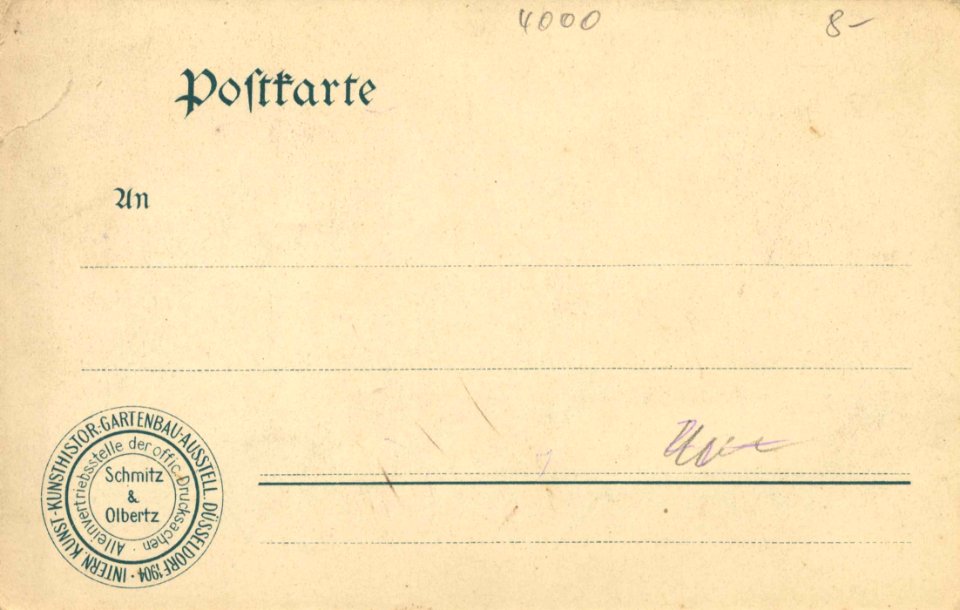 4000
8-
Postkarte
An
INTERN. KUNST-KUNSTHISTOR.-GARTENBAU-AUSSTELL. DÜSSELDORF 1904 ·
Alleinvertriebsstelle der offic. Drucksachen ·
Schmitz
&
Olbertz